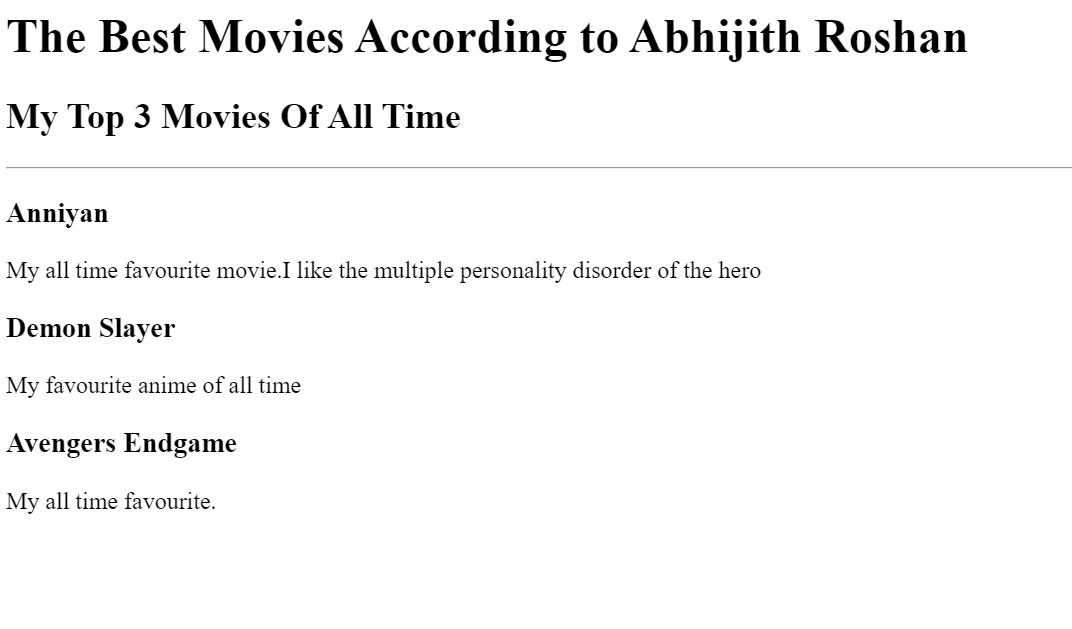 The Best Movies According to Abhijith Roshan
My Top 3 Movies Of All Time
Anniyan
My all time favourite movie.I like the multiple personality disorder of the hero
Demon Slayer
My favourite anime of all time
Avengers Endgame
My all time favourite.